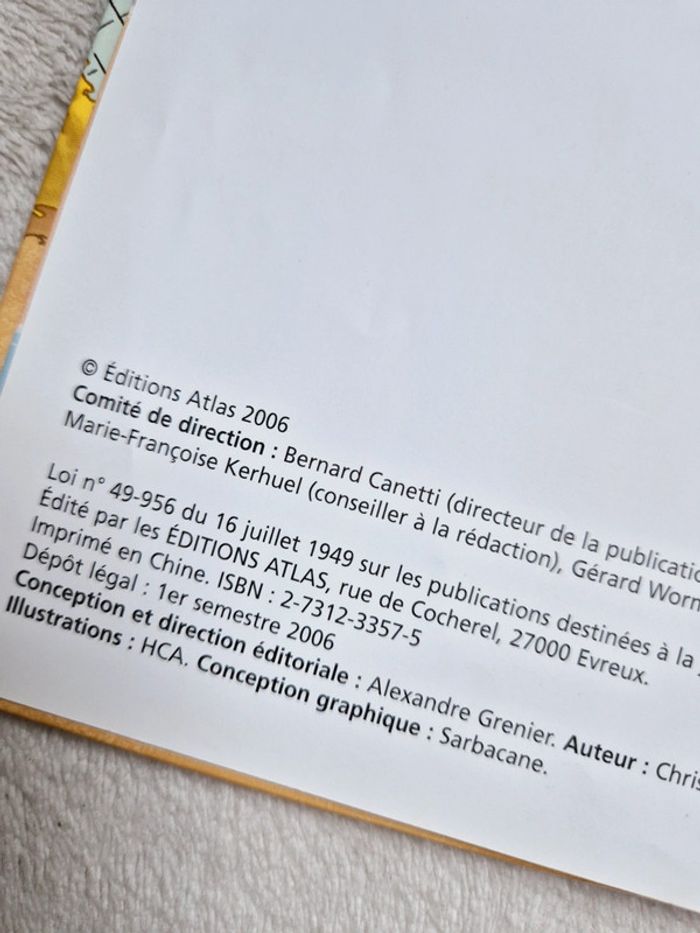 © Éditions Atlas 2006
Comité de direction : Bernard Canetti (directeur de la
Marie-Françoise Kerhuel (conseiller à la rédaction), Gérard
Loi n° 49-956 du 16 juillet 1949 sur les publications destinées à la
Édité par les ÉDITIONS ATLAS, rue de Cocherel, 27000 Evreux.
Imprimé en Chine. ISBN : 2-7312-3357-5
Dépôt légal : 1er semestre 2006
Conception et direction éditoriale : Alexandre Grenier. Auteur :
Illustrations : HCA. Conception graphique : Sarbacane.